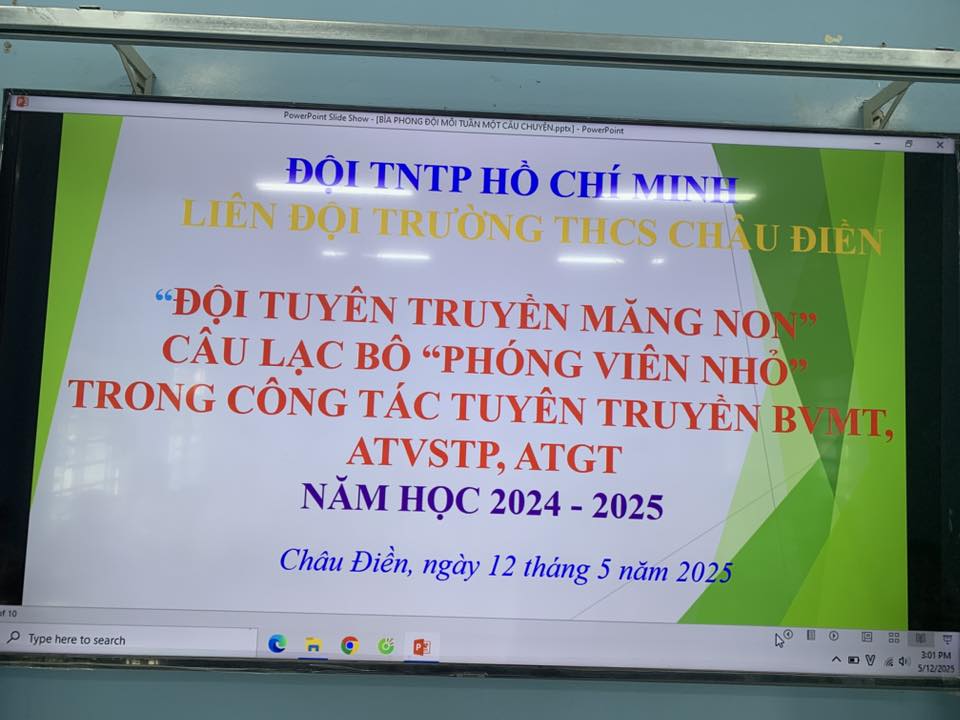 PowerPoint Slide Show - [BÌA PHONG ĐỘI MỖI TUẦN MỘT CÂU CHUYỆN.pptx] - PowerPoint
ĐỘI TNTP HỒ CHÍ MINH
LIÊN ĐỘI TRƯỜNG THCS CHÂU ĐIỀN
“ĐỘI TUYÊN TRUYỀN MĂNG NON”
CÂU LẠC BÔ “PHÓNG VIÊN NHỎ”
TRONG CÔNG TÁC TUYÊN TRUYỀN BVMT,
ATVSTP, ATGT
NĂM HỌC 2024 - 2025
Châu Điền, ngày 12 tháng 5 năm 2025
of 10
Type here to search
3:01 PM
5/12/2025